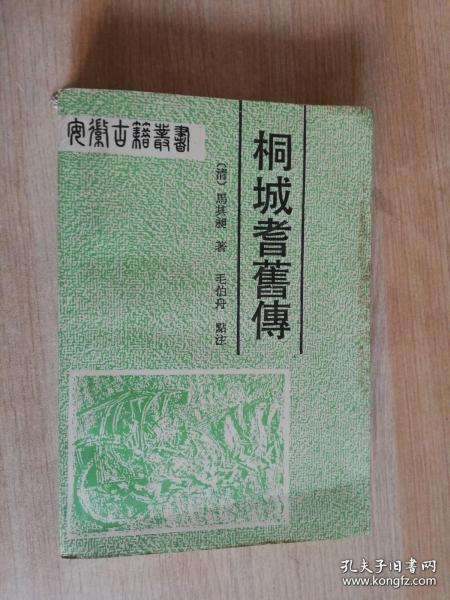 安徽古籍叢書
桐城耆舊傳
〔清〕馬其昶 著 毛伯舟 點注
孔夫子旧书网
www.kongfz.com